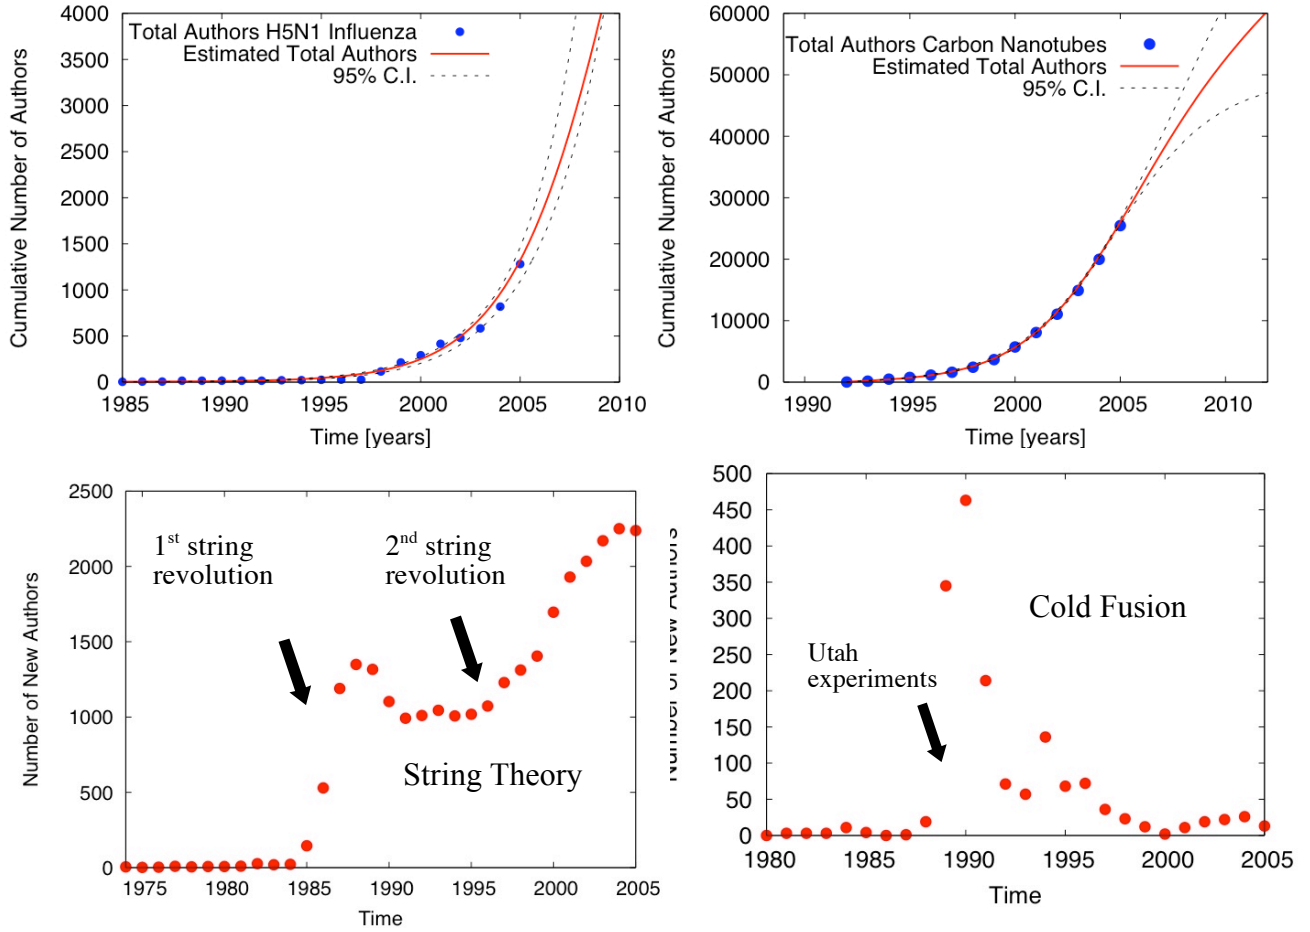 Total Authors H5N1 Influenza
Estimated Total Authors
95% C.I.
Cumulative Number of Authors
4000
3500
3000
2500
2000
1500
1000
500
0
1985 1990 1995 2000 2005 2010
Time [years]
Total Authors Carbon Nanotubes
Estimated Total Authors
95% C.I.
Cumulative Number of Authors
60000
50000
40000
30000
20000
10000
0
1990 1995 2000 2005 2010
Time [years]
1st string
revolution
2nd string
revolution
String Theory
Number of New Authors
2500
2000
1500
1000
500
0
1975 1980 1985 1990 1995 2000 2005
Time
Cold Fusion
Utah
experiments
Number of New Authors
500
450
400
350
300
250
200
150
100
50
0
1980 1985 1990 1995 2000 2005
Time